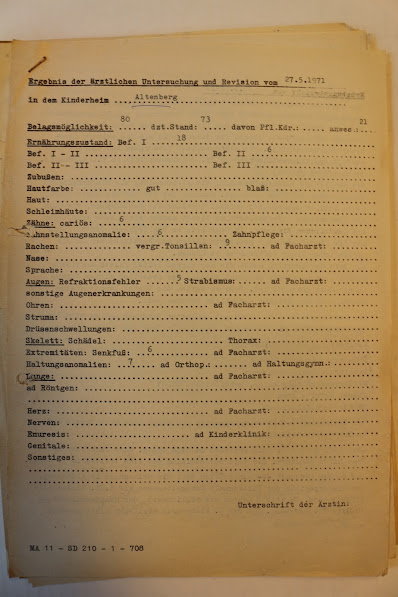 Ergebnis der ärztlichen Untersuchung und Revision vom 27.5.1971
in dem Kinderheim .... Altenberg ....
80 73 21
Belagsmöglichkeit: ...... dzt.Stand: ...... davon Pfl.Kdr.: ..... anwes.:
Ernährungszustand: Bef. I ......18......
Bef. I - II ...... Bef. II ...6......
Bef. II-- III ...... Bef. III ......
Zubußen: ......
Hautfarbe: ...... gut ...... blaß: ......
Haut: ......
Schleimhäute: ......
Zähne: cariös: ..6......
Zahnstellungsanomalie: ......6...... Zahnpflege: ......
Rachen: ...... vergr.Tonsillen: ..9...... ad Facharzt: ......
Nase: ......
Sprache: ......
Augen: Refraktionsfehler ......5 Strabismus: ...... ad Facharzt: ......
sonstige Augenerkrankungen: ......
Ohren: ...... ad Facharzt: ......
Struma: ......
Drüsenschwellungen: ......
Skelett: Schädel: ...... Thorax: ......
Extremitäten: Senkfuß: ..6...... ad Facharzt: ......
Haltungsanomalien: ...7...... ad Orthop.: ...... ad Haltungsgymn.: ......
Lunge: ...... ad Facharzt: ......
ad Röntgen: ......
Herz: ...... ad Facharzt: ......
Nerven: ......
Enuresis: ...... ad Kinderklinik: ......
Genitale: ......
Sonstiges: ......
Unterschrift der Ärztin:
MA 11 - SD 210 - 1 - 708